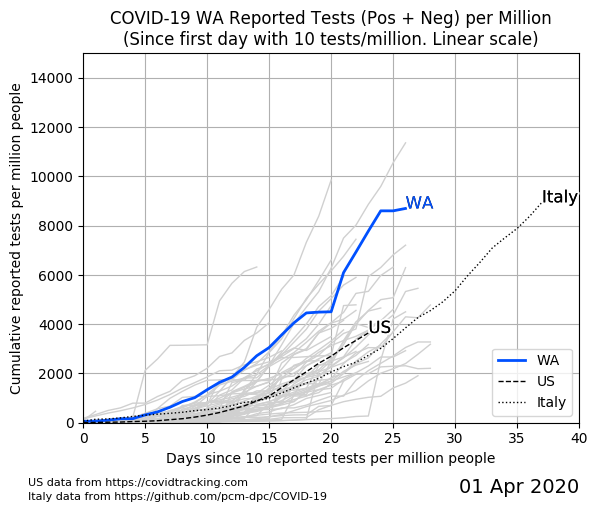 COVID-19 WA Reported Tests (Pos + Neg) per Million
(Since first day with 10 tests/million. Linear scale)
Cumulative reported tests per million people
14000
12000
10000
8000
6000
4000
2000
0
WA
US
Italy
WA
US
Italy
0 5 10 15 20 25 30 35 40
Days since 10 reported tests per million people
US data from https://covidtracking.com
Italy data from https://github.com/pcm-dpc/COVID-19
01 Apr 2020